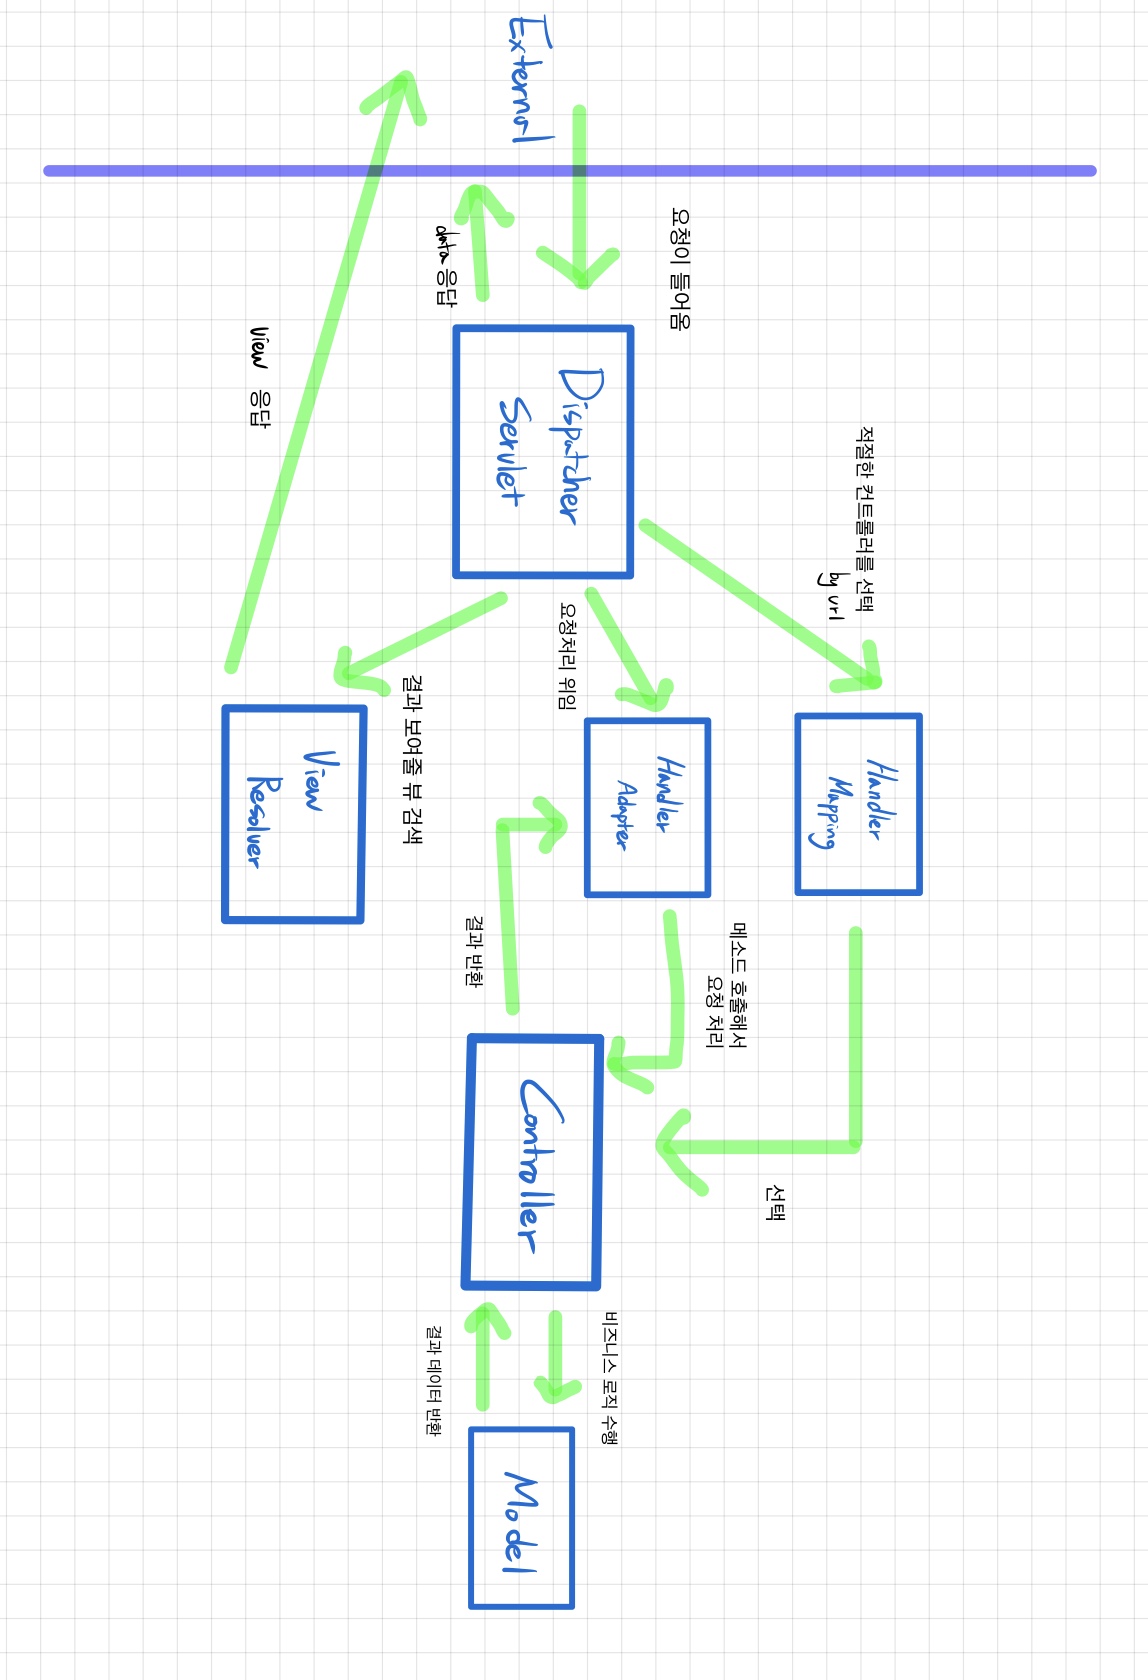 Handler
Mapping
적절한 컨트롤러를 선택
by url
선택
메소드 호출해서
요청 처리
요청이 들어옴
Handler
Adapter
비즈니스 로직 수행
Dispatcher
Servlet
요청처리 위임
External
Controller
Model
결과 반환
data 응답
결과 데이터 반환
결과 보여줄 뷰 검색
View
Resolver
view 응답